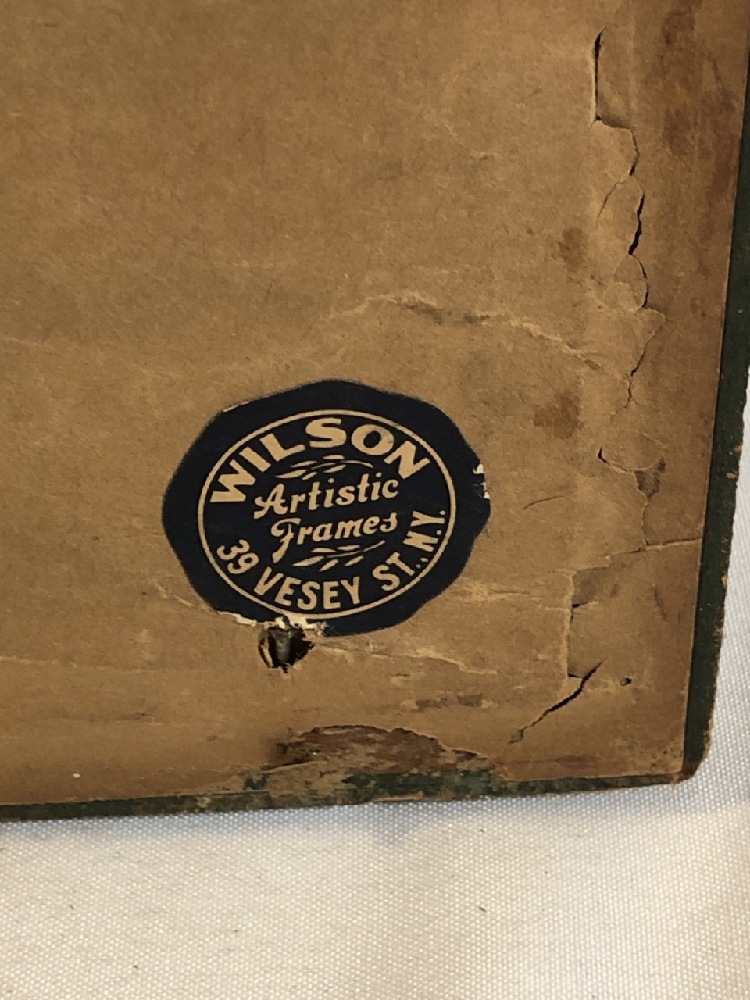 WILSON
Artistic
Frames
39 VESEY ST., N.Y.